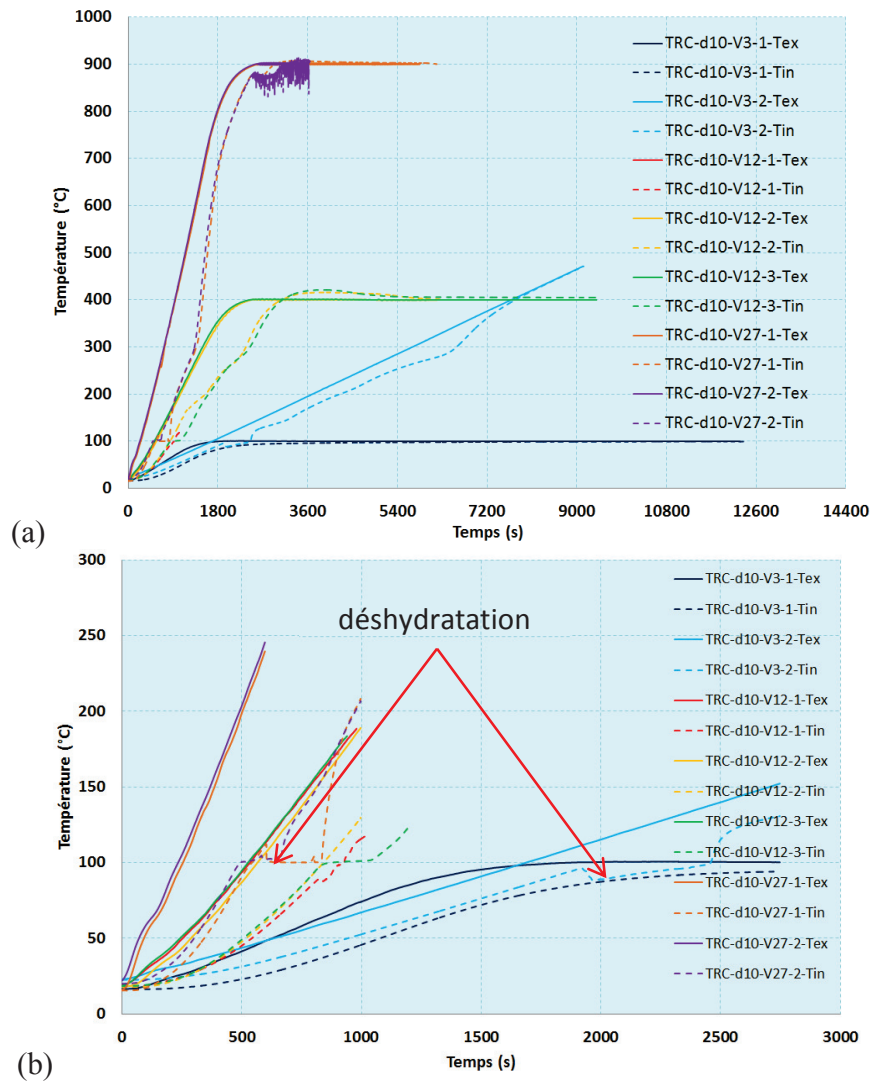 1000
900
800
700
600
500
400
300
200
100
0
Température (°C)
0 1800 3600 5400 7200 9000 10800 12600 14400
Temps (s)
TRC-d10-V3-1-Tex
TRC-d10-V3-1-Tin
TRC-d10-V3-2-Tex
TRC-d10-V3-2-Tin
TRC-d10-V12-1-Tex
TRC-d10-V12-1-Tin
TRC-d10-V12-2-Tex
TRC-d10-V12-2-Tin
TRC-d10-V12-3-Tex
TRC-d10-V12-3-Tin
TRC-d10-V27-1-Tex
TRC-d10-V27-1-Tin
TRC-d10-V27-2-Tex
TRC-d10-V27-2-Tin
(a)
300
250
200
150
100
50
0
Température (°C)
0 500 1000 1500 2000 2500 3000
Temps (s)
déshydratation
TRC-d10-V3-1-Tex
TRC-d10-V3-1-Tin
TRC-d10-V3-2-Tex
TRC-d10-V3-2-Tin
TRC-d10-V12-1-Tex
TRC-d10-V12-1-Tin
TRC-d10-V12-2-Tex
TRC-d10-V12-2-Tin
TRC-d10-V12-3-Tex
TRC-d10-V12-3-Tin
TRC-d10-V27-1-Tex
TRC-d10-V27-1-Tin
TRC-d10-V27-2-Tex
TRC-d10-V27-2-Tin
(b)